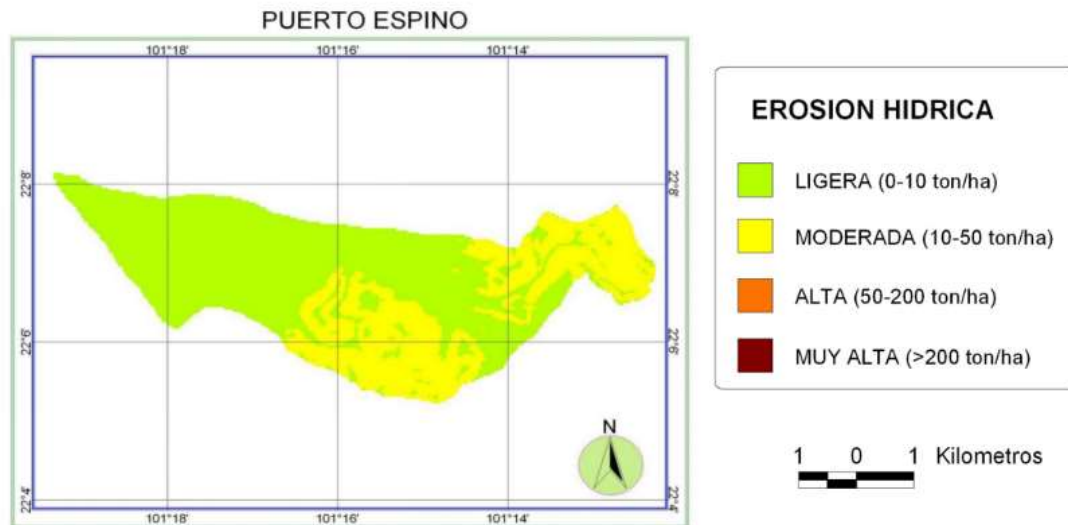 PUERTO ESPINO
101°18' 101°16' 101°14'
22°8' 22°8'
22°6' 22°6'
22°4' 22°4'
N
101°18' 101°16' 101°14'
EROSION HIDRICA
LIGERA (0-10 ton/ha)
MODERADA (10-50 ton/ha)
ALTA (50-200 ton/ha)
MUY ALTA (>200 ton/ha)
1 0 1 Kilometros